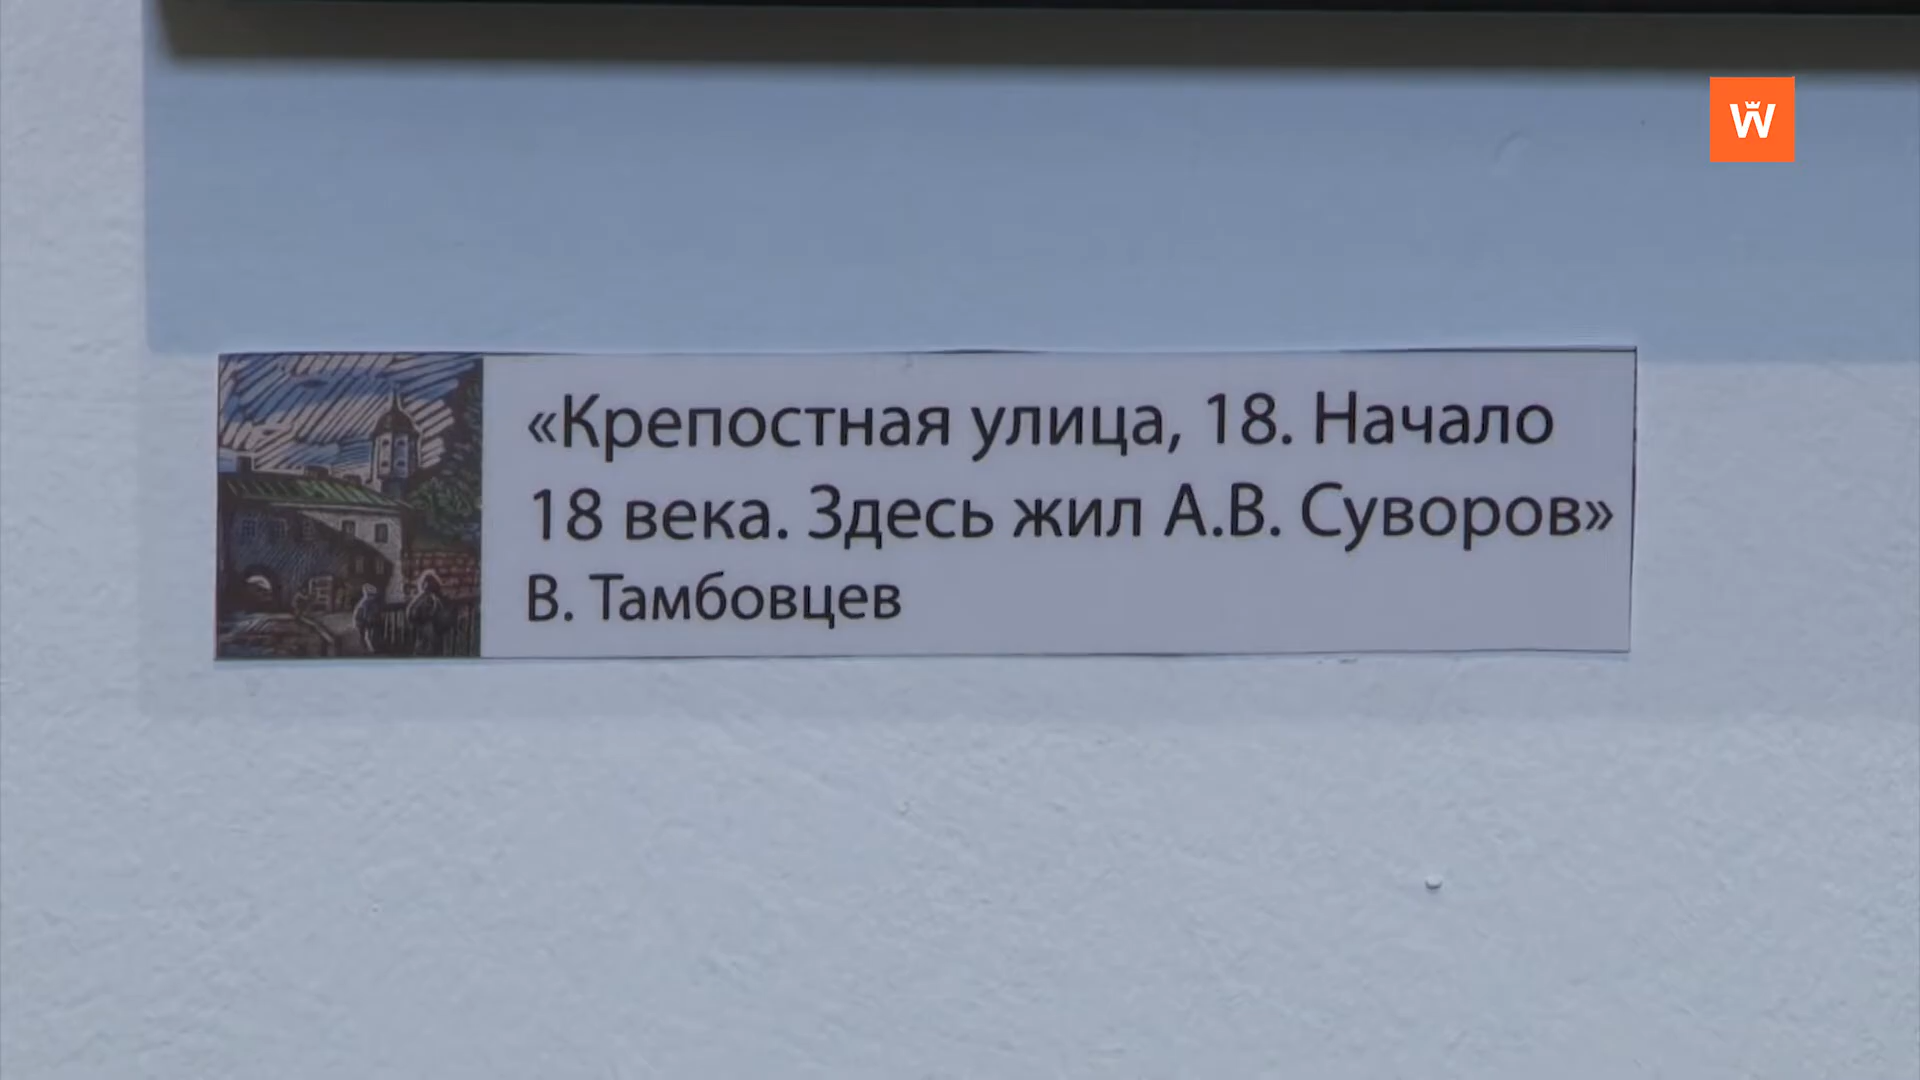 W
«Крепостная улица, 18. Начало
18 века. Здесь жил А.В. Суворов»
В. Тамбовцев